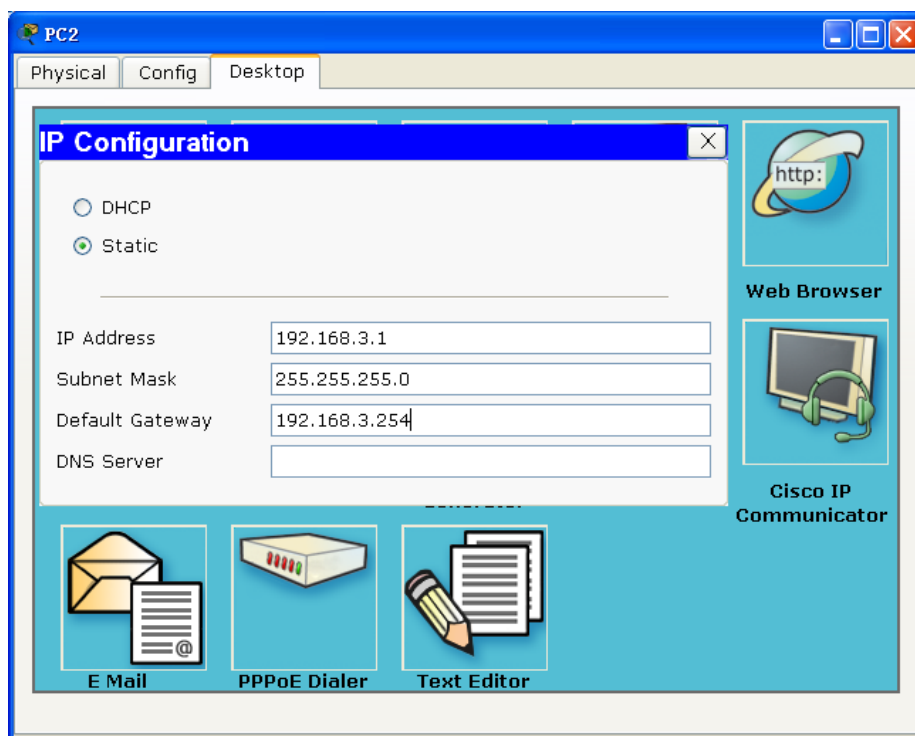 PC2
Physical Config Desktop
IP Configuration
DHCP
Static
IP Address 192.168.3.1
Subnet Mask 255.255.255.0
Default Gateway 192.168.3.254
DNS Server
http:
Web Browser
Cisco IP
Communicator
@
E Mail
PPPoE Dialer
Text Editor